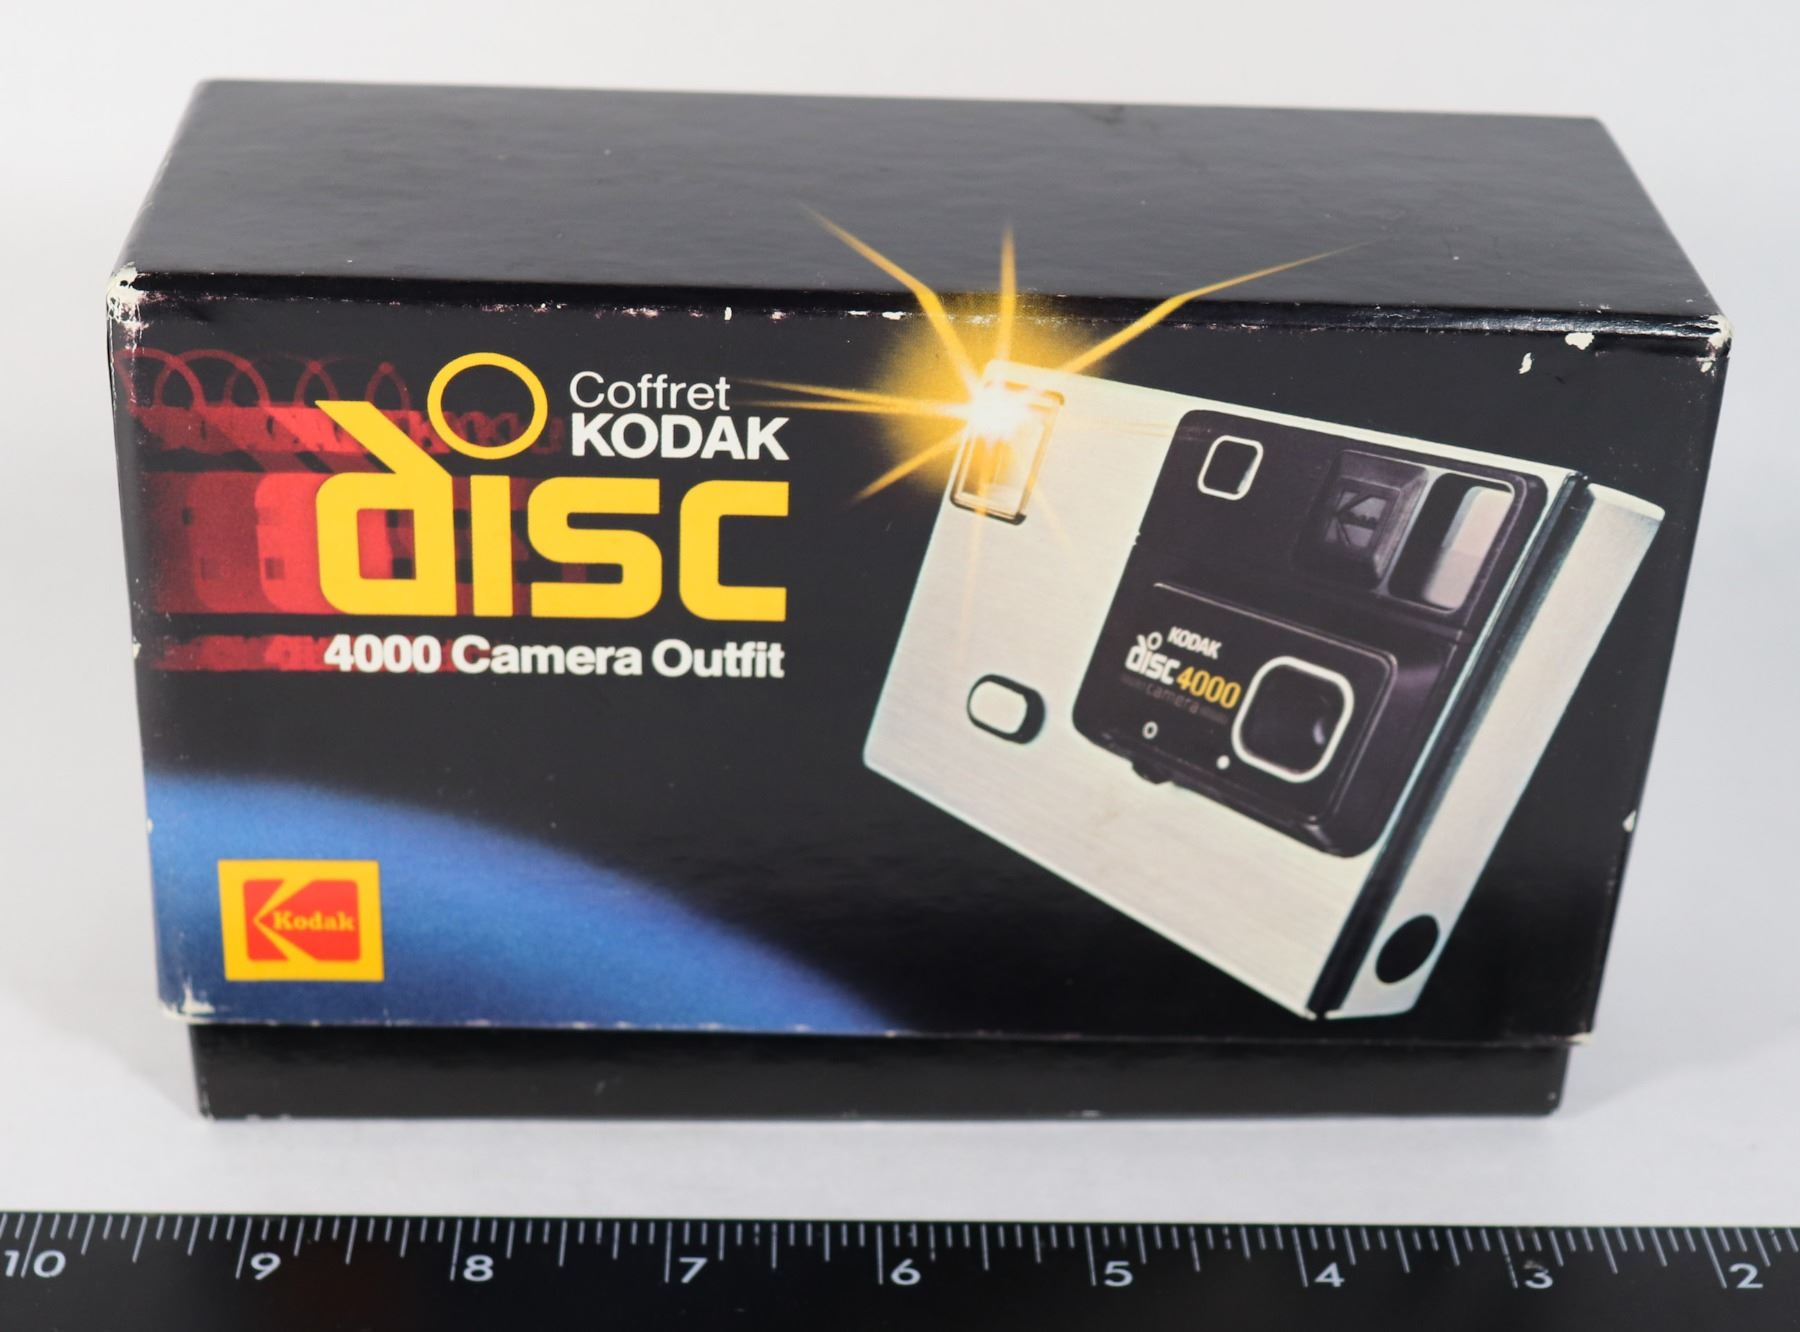 Coffret
KODAK
disc
4000 Camera Outfit
KODAK
disc 4000
camera
Kodak
10 9 8 7 6 5 4 3 2